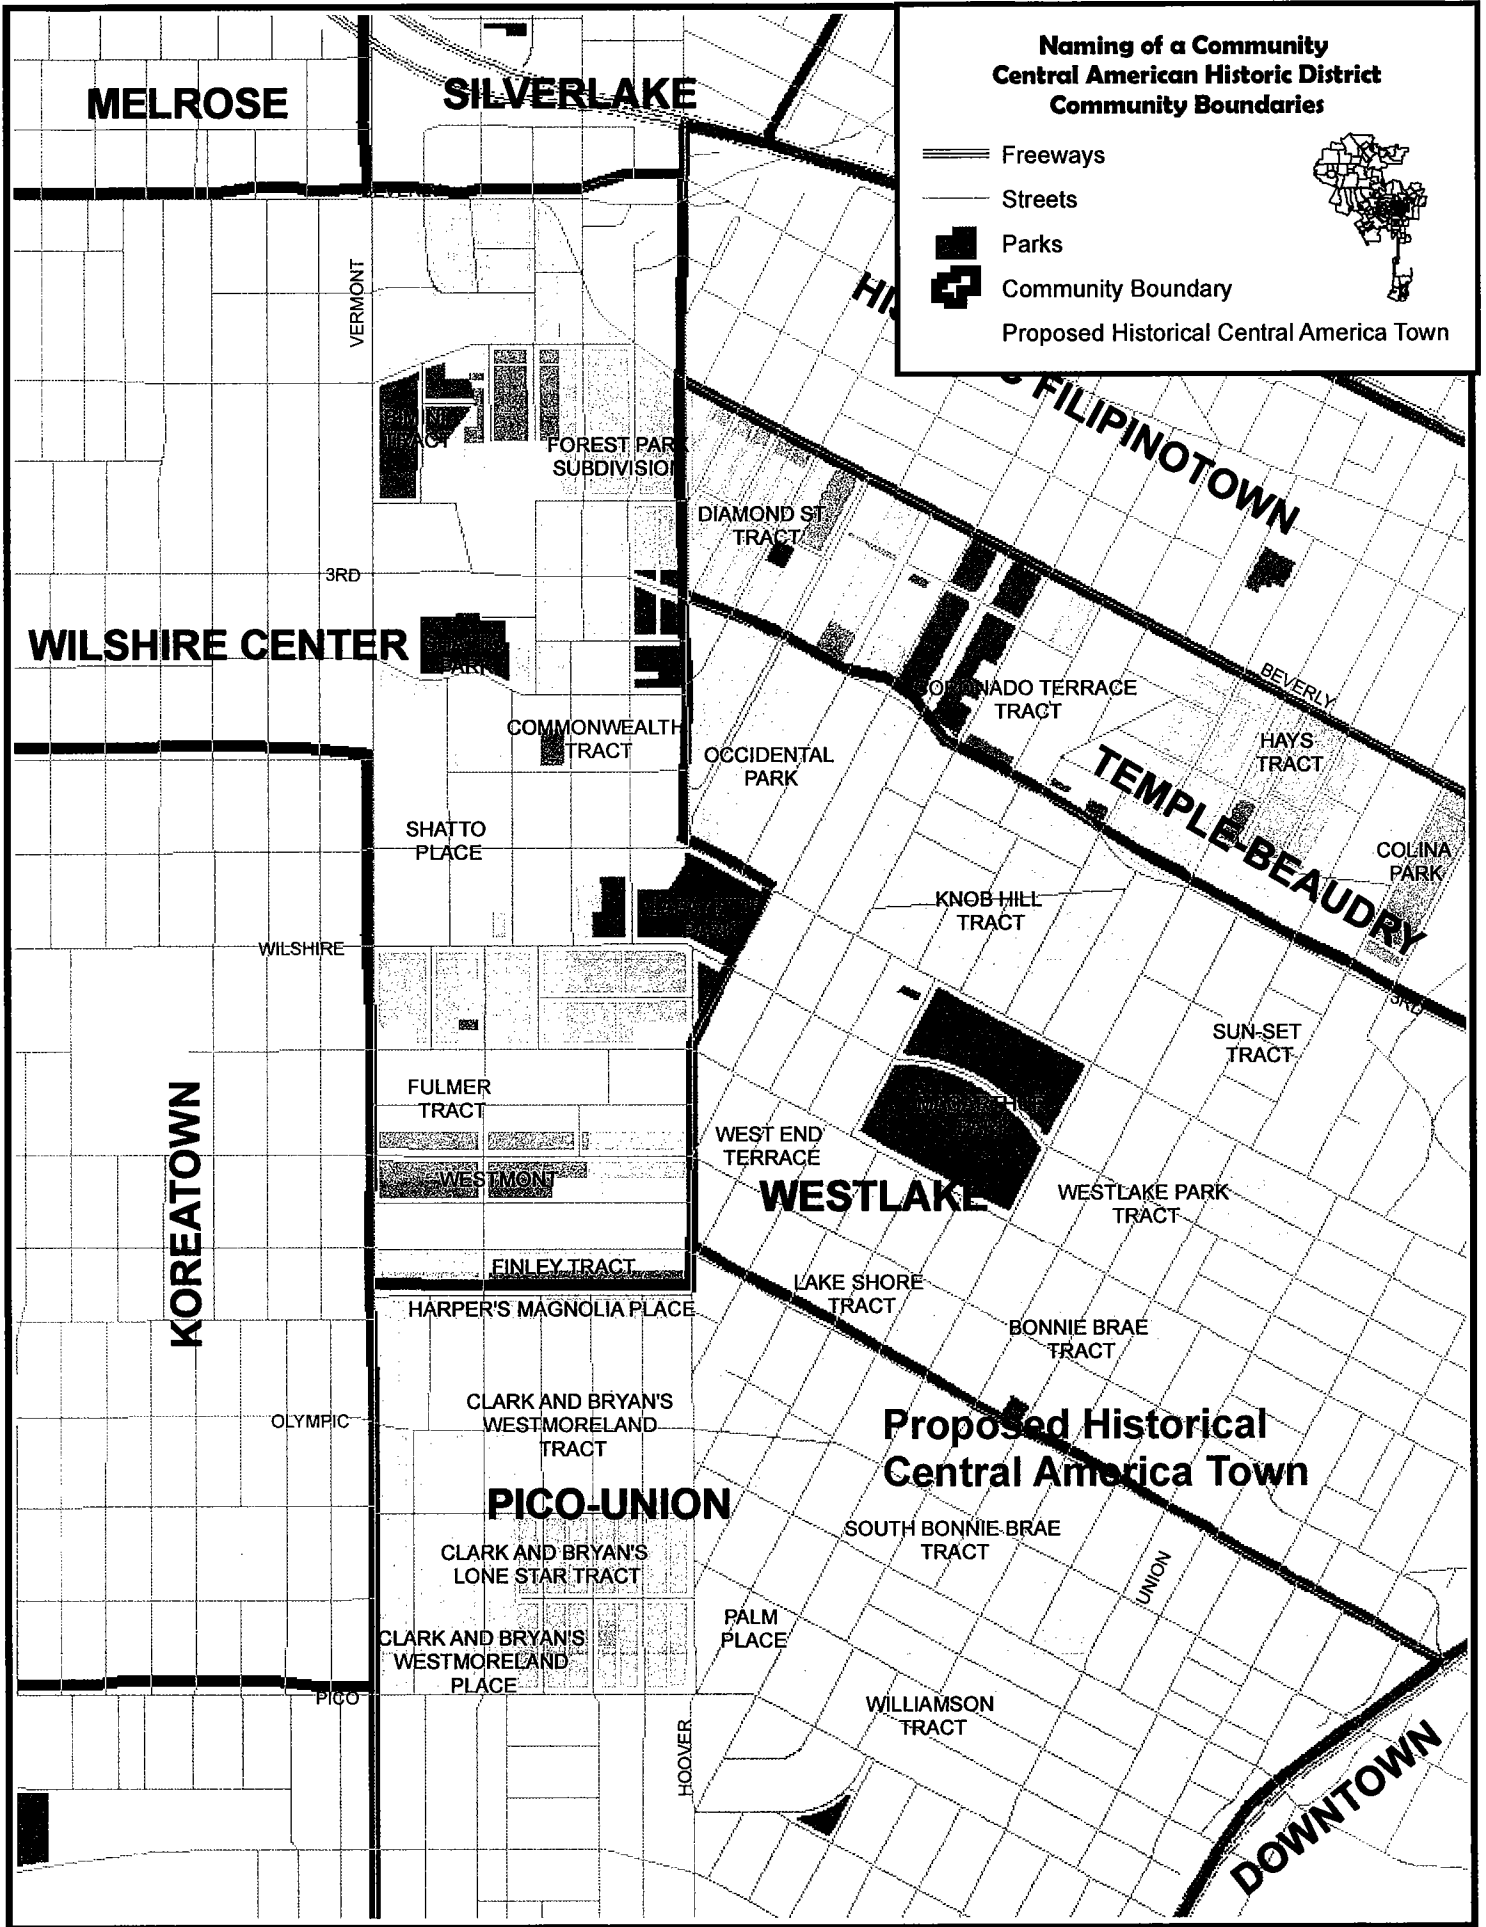 Naming of a Community
Central American Historic District
Community Boundaries
Freeways
Streets
Parks
Community Boundary
Proposed Historical Central America Town
MELROSE
SILVERLAKE
VERMONT
FILIPINOTOWN
TRACT
FOREST PARK
SUBDIVISION
DIAMOND ST
TRACT
3RD
WILSHIRE CENTER
PARK
CORONADO TERRACE
TRACT
BEVERLY
COMMONWEALTH
TRACT
OCCIDENTAL
PARK
HAYS
TRACT
TEMPLE-BEAUDRY
SHATTO
PLACE
COLINA
PARK
KNOB HILL
TRACT
WILSHIRE
3RD
SUN-SET
TRACT
FULMER
TRACT
WEST END
TERRACE
WESTMONT
WESTLAKE
WESTLAKE PARK
TRACT
KOREATOWN
FINLEY TRACT
LAKE SHORE
TRACT
HARPER'S MAGNOLIA PLACE
BONNIE BRAE
TRACT
CLARK AND BRYAN'S
WESTMORELAND
TRACT
OLYMPIC
Proposed Historical
Central America Town
PICO-UNION
SOUTH BONNIE BRAE
TRACT
CLARK AND BRYAN'S
LONE STAR TRACT
UNION
PALM
PLACE
CLARK AND BRYAN'S
WESTMORELAND
PLACE
PICO
WILLIAMSON
TRACT
HOOVER
DOWNTOWN